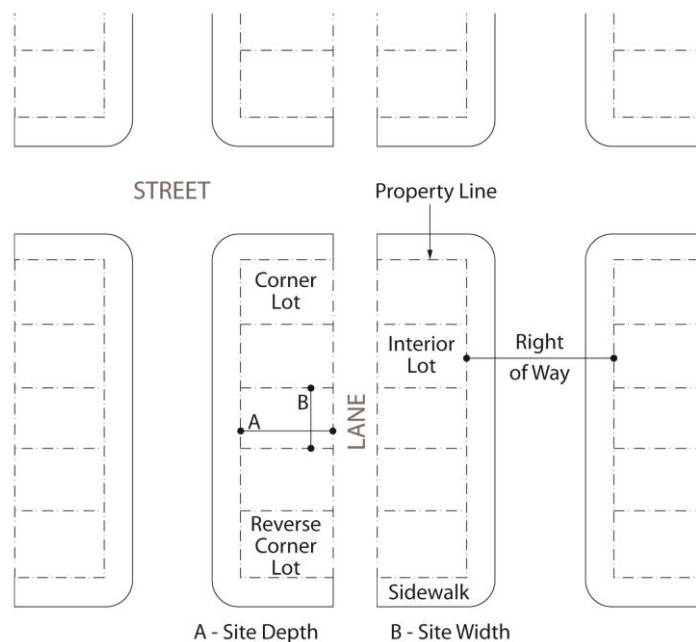 STREET
Property Line
Corner
Lot
Interior
Lot
Right
of Way
B
A
LANE
Reverse
Corner
Lot
Sidewalk
A - Site Depth
B - Site Width